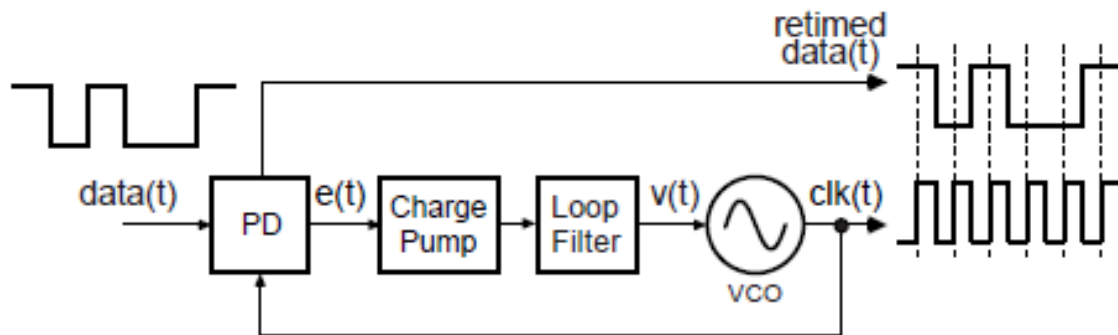 retimed
data(t)
data(t)
PD
e(t)
Charge
Pump
Loop
Filter
v(t)
VCO
clk(t)